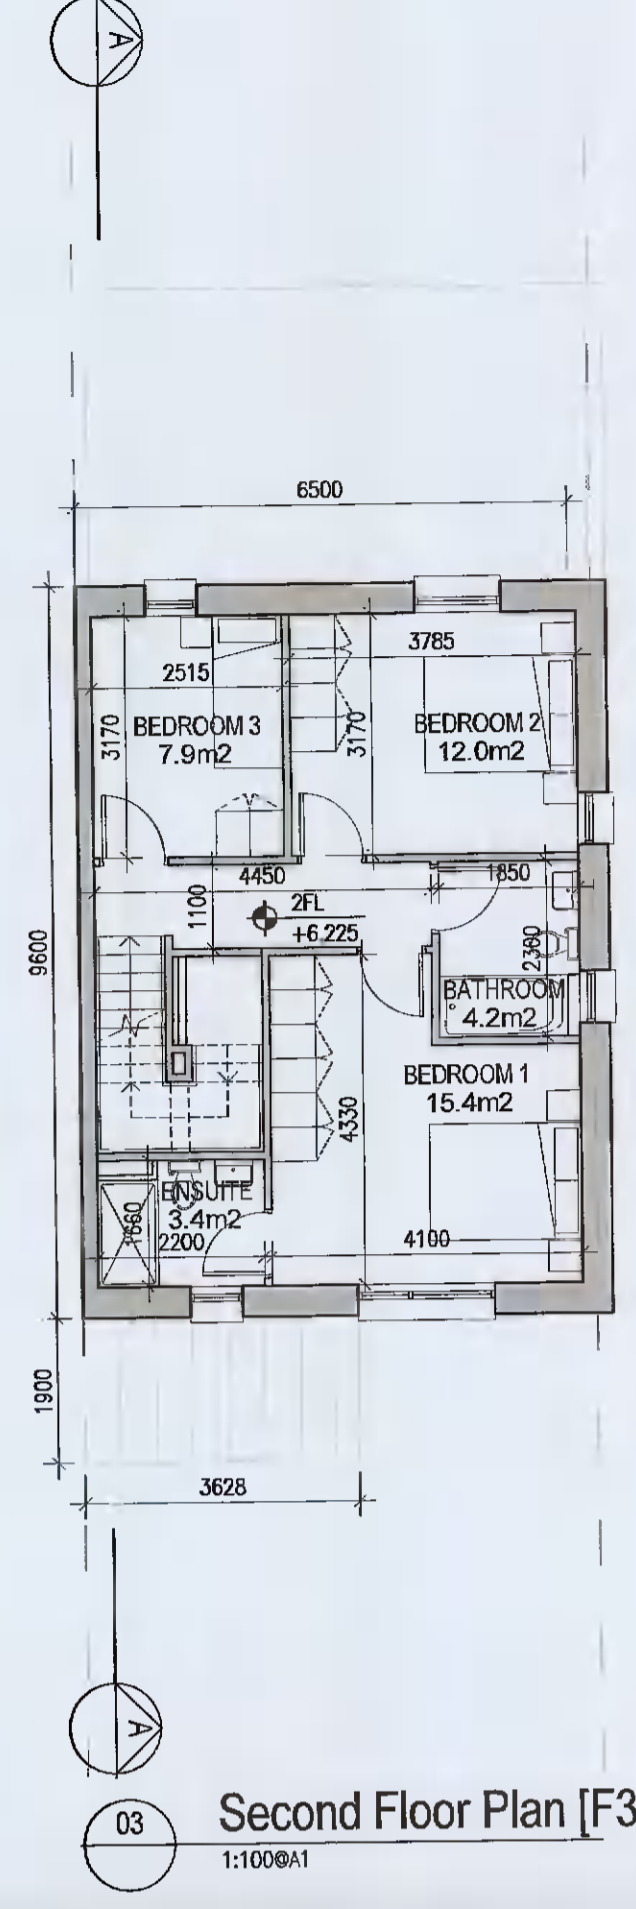 A
6500
3785
2515
3170
BEDROOM 3
7.9m2
3170
BEDROOM 2
12.0m2
4450
1850
1100
2FL
+6.225
9600
2300
BATHROOM
4.2m2
BEDROOM 1
15.4m2
4330
ENSUITE
3.4m2
1660
2200
4100
1900
3628
A
03
Second Floor Plan [F3
1:100@A1